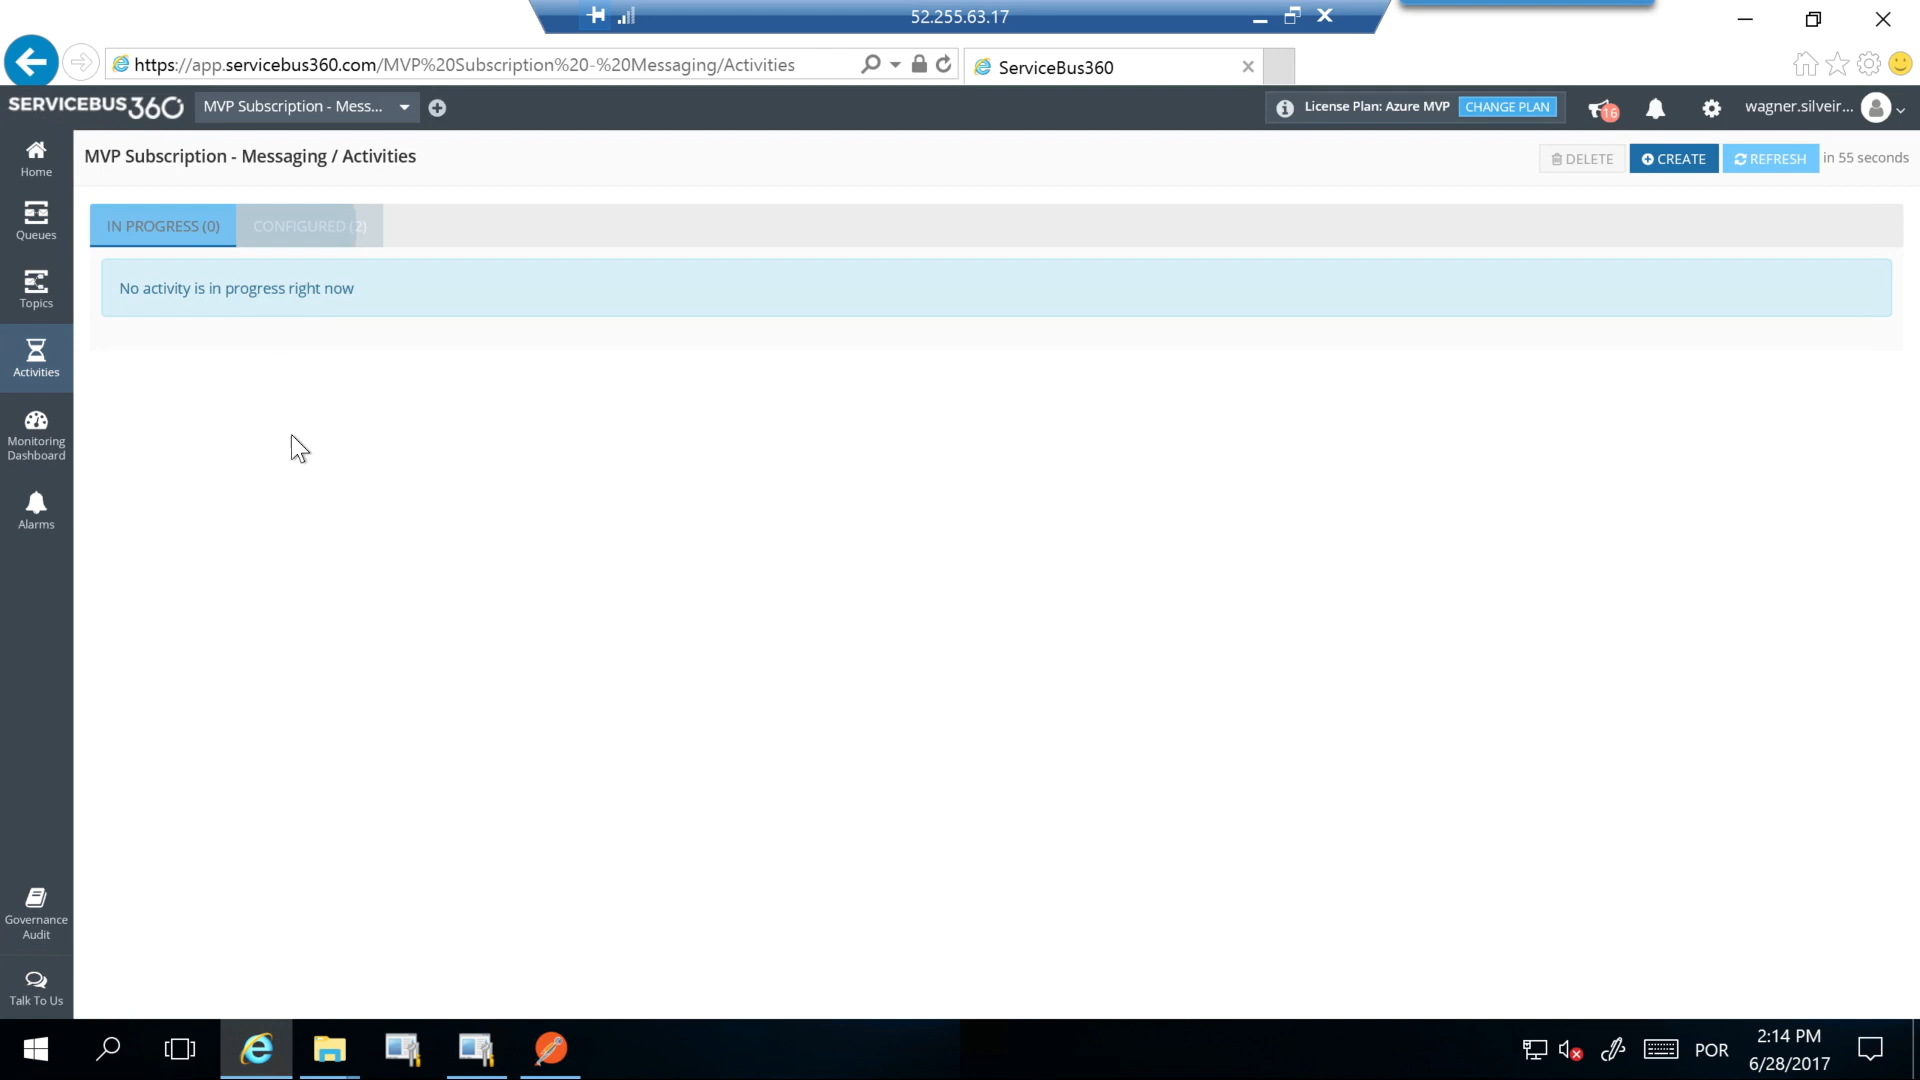 52.255.63.17
https://app.servicebus360.com/MVP%20Subscription%20-%20Messaging/Activities
ServiceBus360
SERVICEBUS360
MVP Subscription - Mess...
License Plan: Azure MVP
CHANGE PLAN
16
wagner.silveir...
Home
Queues
Topics
Activities
Monitoring
Dashboard
Alarms
Governance
Audit
Talk To Us
MVP Subscription - Messaging / Activities
DELETE
CREATE
REFRESH
in 55 seconds
IN PROGRESS (0)
CONFIGURED (2)
No activity is in progress right now
POR
2:14 PM
6/28/2017